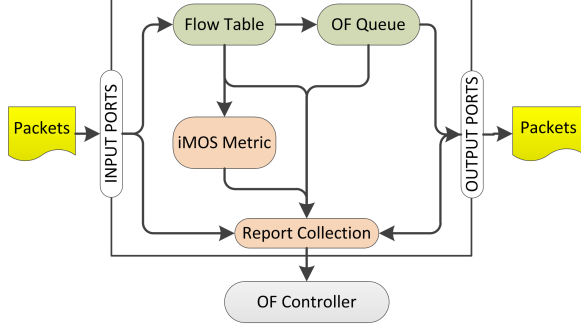 Flow Table
OF Queue
Packets
INPUT PORTS
iMOS Metric
OUTPUT PORTS
Packets
Report Collection
OF Controller